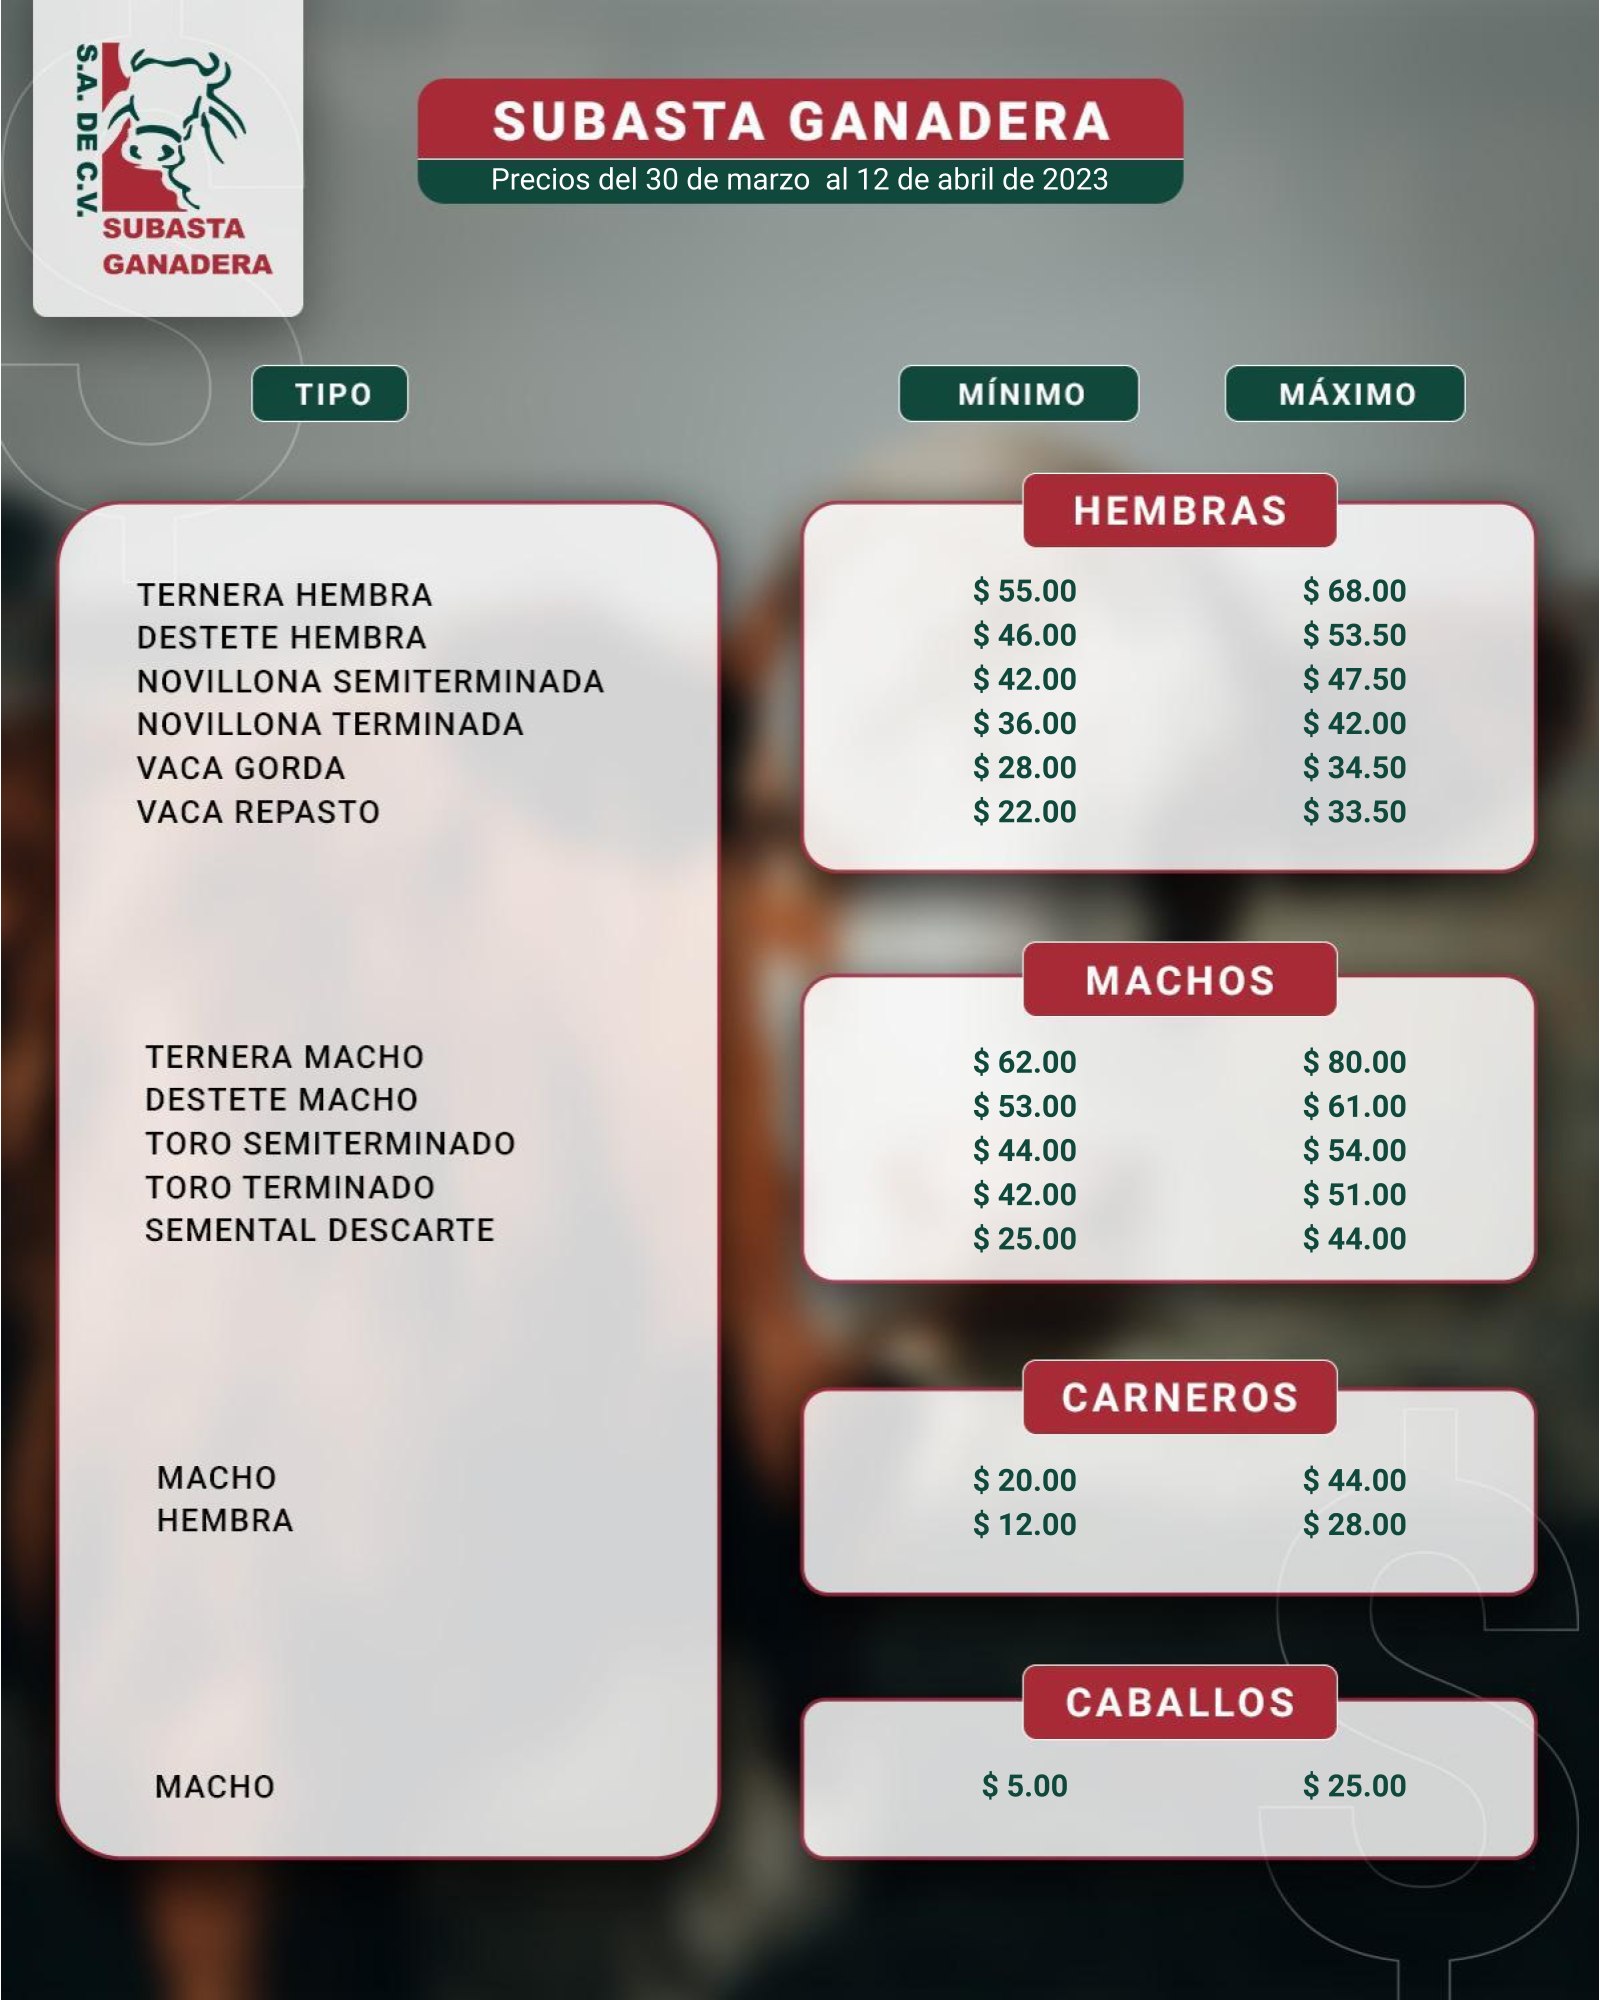 S.A. DE C.V.
SUBASTA
GANADERA
SUBASTA GANADERA
Precios del 30 de marzo al 12 de abril de 2023
TIPO MÍNIMO MÁXIMO
HEMBRAS
TERNERA HEMBRA $ 55.00 $ 68.00
DESTETE HEMBRA $ 46.00 $ 53.50
NOVILLONA SEMITERMINADA $ 42.00 $ 47.50
NOVILLONA TERMINADA $ 36.00 $ 42.00
VACA GORDA $ 28.00 $ 34.50
VACA REPASTO $ 22.00 $ 33.50
MACHOS
TERNERA MACHO $ 62.00 $ 80.00
DESTETE MACHO $ 53.00 $ 61.00
TORO SEMITERMINADO $ 44.00 $ 54.00
TORO TERMINADO $ 42.00 $ 51.00
SEMENTAL DESCARTE $ 25.00 $ 44.00
CARNEROS
MACHO $ 20.00 $ 44.00
HEMBRA $ 12.00 $ 28.00
CABALLOS
MACHO $ 5.00 $ 25.00